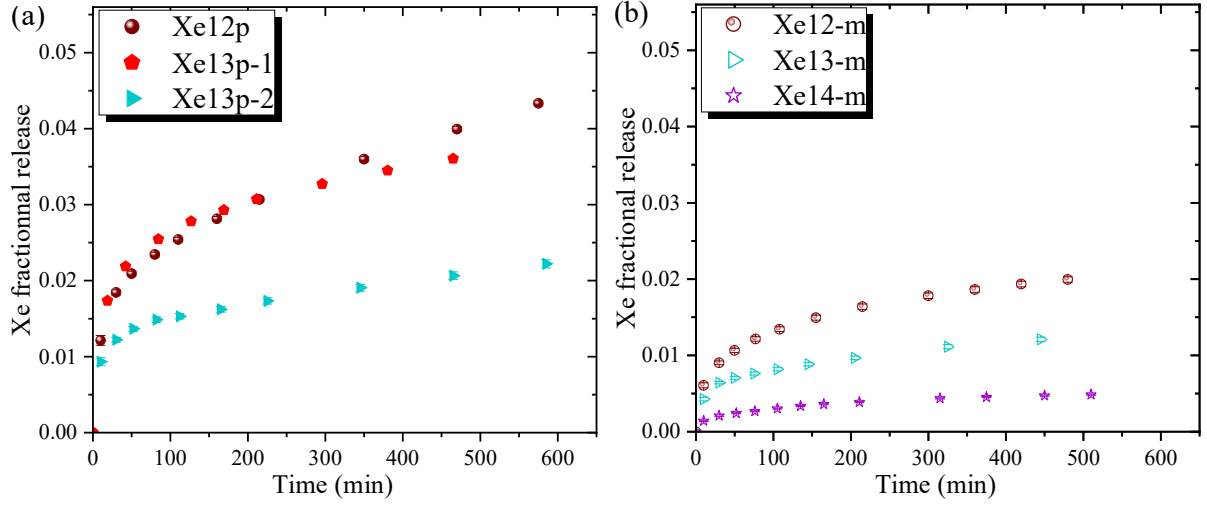 (a)
Xe12p
Xe13p-1
Xe13p-2
Xe fractionnal release
0.05
0.04
0.03
0.02
0.01
0.00
0 100 200 300 400 500 600
Time (min)
(b)
Xe12-m
Xe13-m
Xe14-m
Xe fractional release
0.05
0.04
0.03
0.02
0.01
0.00
0 100 200 300 400 500 600
Time (min)